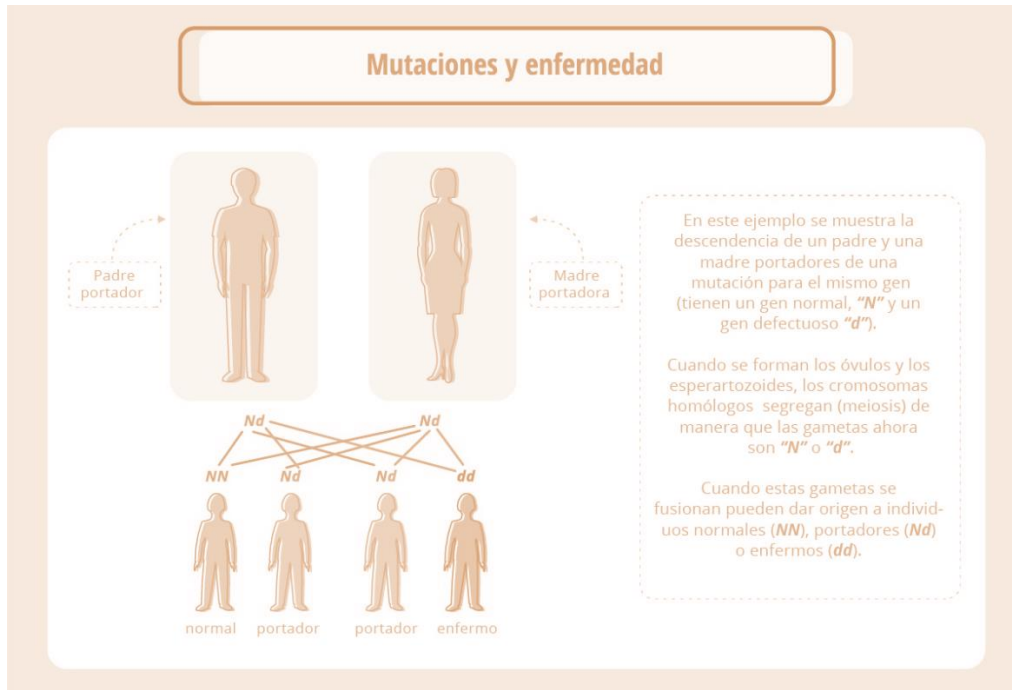 Mutaciones y enfermedad
Padre
portador
Madre
portadora
Nd
Nd
NN
Nd
Nd
dd
normal
portador
portador
enfermo
En este ejemplo se muestra la
descendencia de un padre y una
madre portadores de una
mutación para el mismo gen
(tienen un gen normal, “N” y un
gen defectuoso “d”).
Cuando se forman los óvulos y los
esperartozoides, los cromosomas
homólogos segregan (meiosis) de
manera que las gametas ahora
son “N” o “d”.
Cuando estas gametas se
fusionan pueden dar origen a individ-
uos normales (NN), portadores (Nd)
o enfermos (dd).